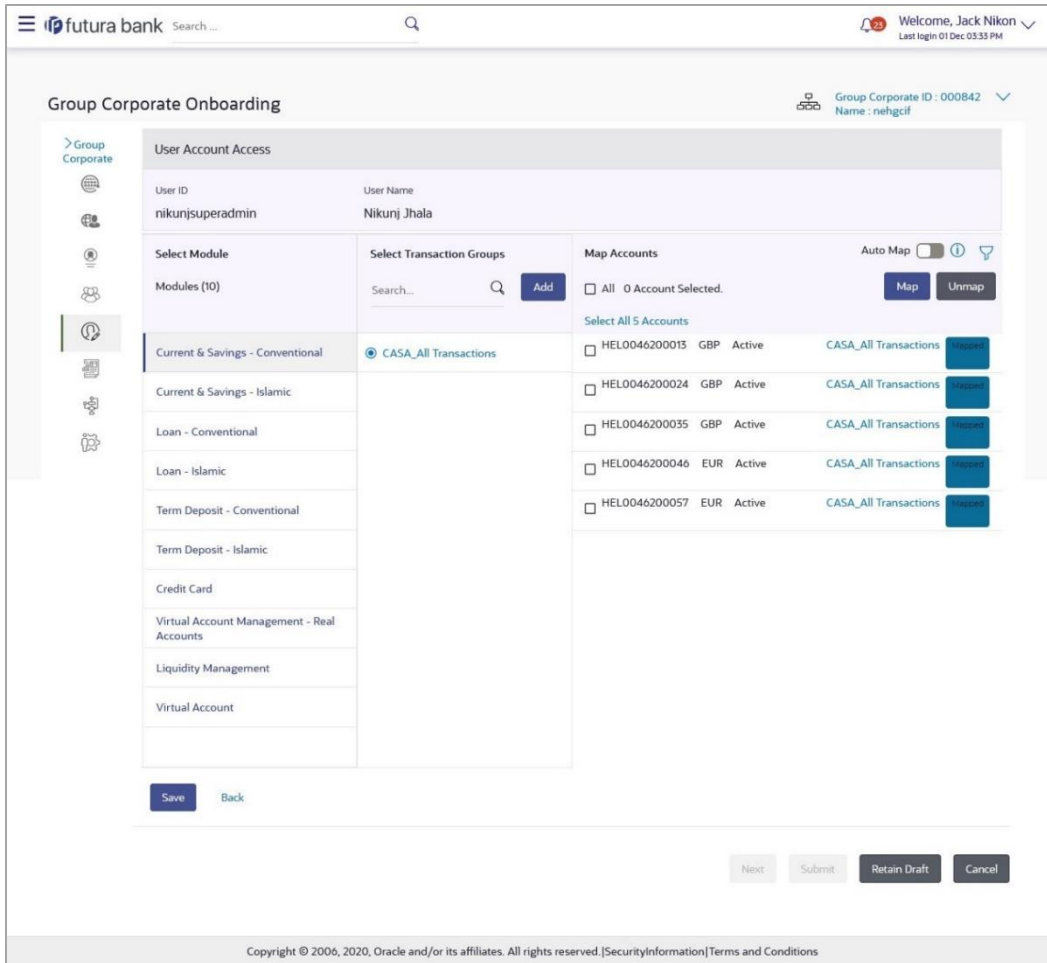 futura bank Search ...
23
Welcome, Jack Nikon
Last login 01 Dec 03:33 PM
Group Corporate Onboarding
Group Corporate ID : 000842
Name : nehgcif
> Group
Corporate
User Account Access
User ID User Name
nikunjsuperadmin Nikunj Jhala
Select Module Select Transaction Groups Map Accounts Auto Map
Modules (10) Search... Add All 0 Account Selected. Map Unmap
Select All 5 Accounts
Current & Savings - Conventional CASA_All Transactions HEL0046200013 GBP Active CASA_All Transactions Mapped
Current & Savings - Islamic HEL0046200024 GBP Active CASA_All Transactions Mapped
Loan - Conventional HEL0046200035 GBP Active CASA_All Transactions Mapped
Loan - Islamic HEL0046200046 EUR Active CASA_All Transactions Mapped
Term Deposit - Conventional HEL0046200057 EUR Active CASA_All Transactions Mapped
Term Deposit - Islamic
Credit Card
Virtual Account Management - Real
Accounts
Liquidity Management
Virtual Account
Save Back
Next Submit Retain Draft Cancel
Copyright © 2006, 2020, Oracle and/or its affiliates. All rights reserved.|SecurityInformation|Terms and Conditions